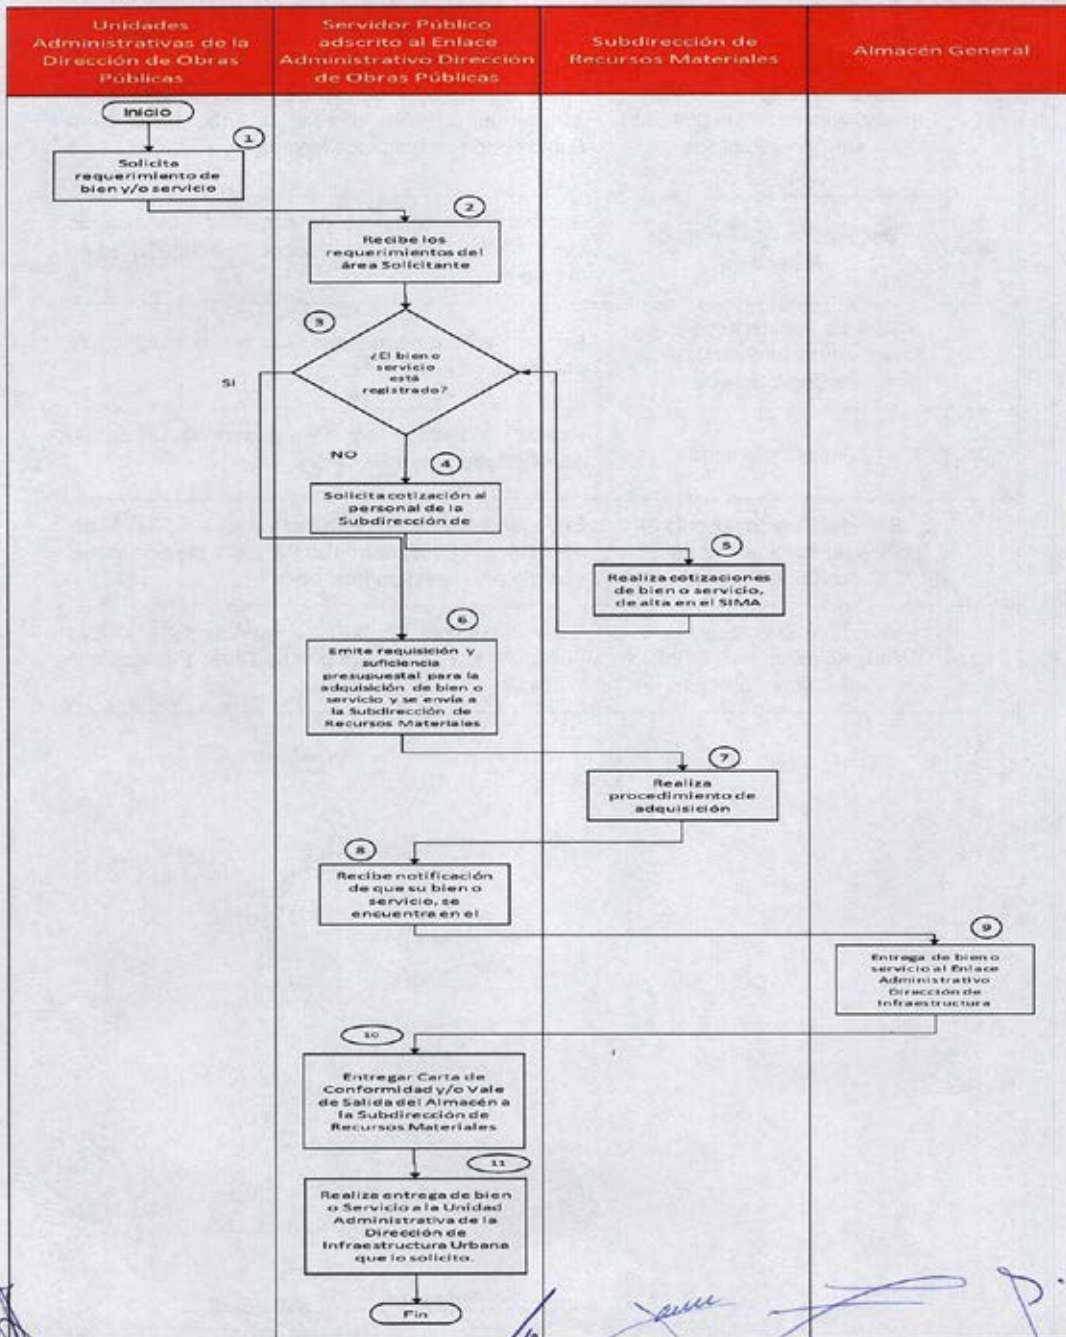 Unidades
Administrativas de la
Dirección de Obras
Públicas
Servidor Público
adscrito al Enlace
Administrativo Dirección
de Obras Públicas
Subdirección de
Recursos Materiales
Almacén General
Inicio
1
Solicita
requerimiento de
bien y/o servicio
2
Recibe los
requerimientos del
área Solicitante
3
¿El bien o
servicio
está
registrado?
SI
NO
4
Solicita cotización al
personal de la
Subdirección de
5
Realiza cotizaciones
de bien o servicio,
de alta en el SIMA
6
Emite requisición y
suficiencia
presupuestal para la
adquisición de bien o
servicio y se envía a
la Subdirección de
Recursos Materiales
7
Realiza
procedimiento de
adquisición
8
Recibe notificación
de que su bien o
servicio, se
encuentra en el
9
Entrega de bien o
servicio al Enlace
Administrativo
Dirección de
Infraestructura
10
Entregar Carta de
Conformidad y/o Vale
de Salida del Almacén a
la Subdirección de
Recursos Materiales
11
Realiza entrega de bien
o Servicio a la Unidad
Administrativa de la
Dirección de
Infraestructura Urbana
que lo solicito.
Fin